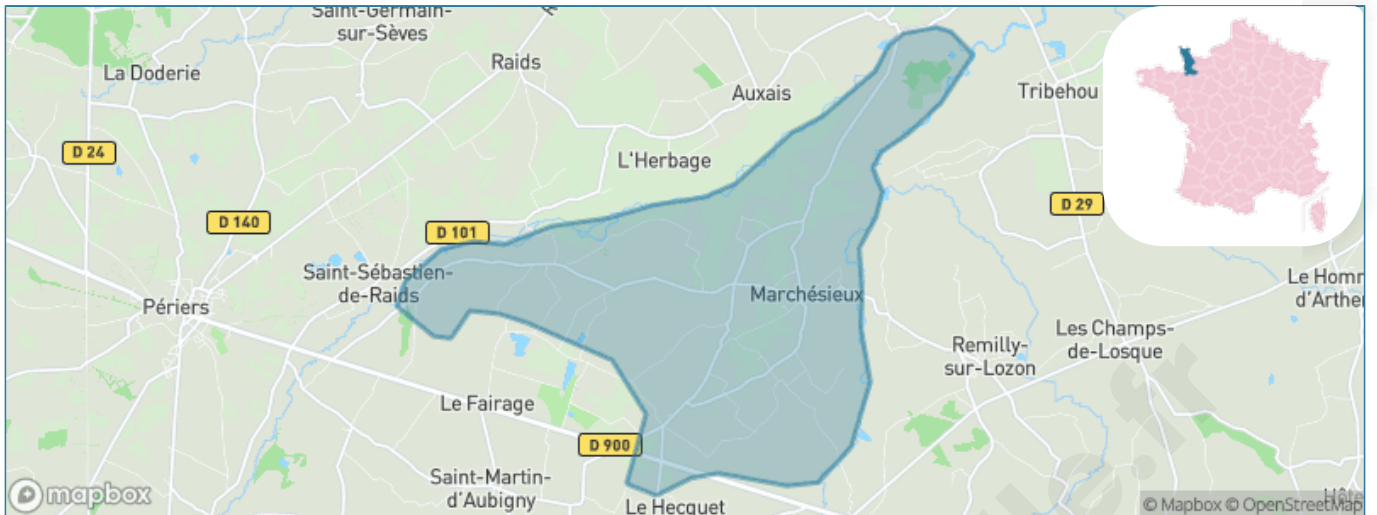 Saint-Germain-
sur-Sèves
La Doderie
Raids
Auxais
Tribehou
D 24
L'Herbage
D 140
D 101
D 29
Saint-Sébastien-
de-Raids
Périers
Marchésieux
Le Homm
d'Arthen
Remilly-
sur-Lozon
Les Champs-
de-Losque
Le Fairage
D 900
Saint-Martin-
d'Aubigny
Le Hecquet
mapbox
© Mapbox © OpenStreetMap